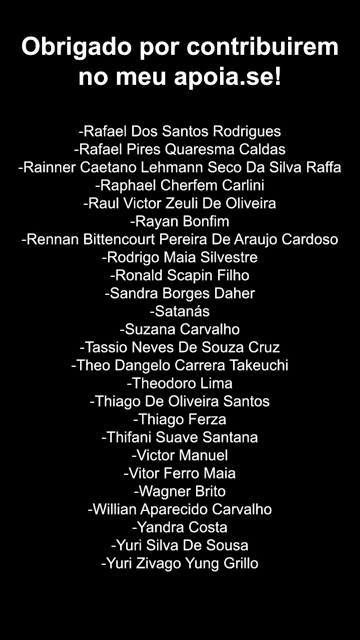 Obrigado por contribuirem
no meu apoia.se!
-Rafael Dos Santos Rodrigues
-Rafael Pires Quaresma Caldas
-Rainner Caetano Lehmann Seco Da Silva Raffa
-Raphael Cherfem Carlini
-Raul Victor Zeuli De Oliveira
-Rayan Bonfim
-Rennan Bittencourt Pereira De Araujo Cardoso
-Rodrigo Maia Silvestre
-Ronald Scapin Filho
-Sandra Borges Daher
-Satanás
-Suzana Carvalho
-Tassio Neves De Souza Cruz
-Theo Dangelo Carrera Takeuchi
-Theodoro Lima
-Thiago De Oliveira Santos
-Thiago Ferza
-Thifani Suave Santana
-Victor Manuel
-Vitor Ferro Maia
-Wagner Brito
-Willian Aparecido Carvalho
-Yandra Costa
-Yuri Silva De Sousa
-Yuri Zivago Yung Grillo